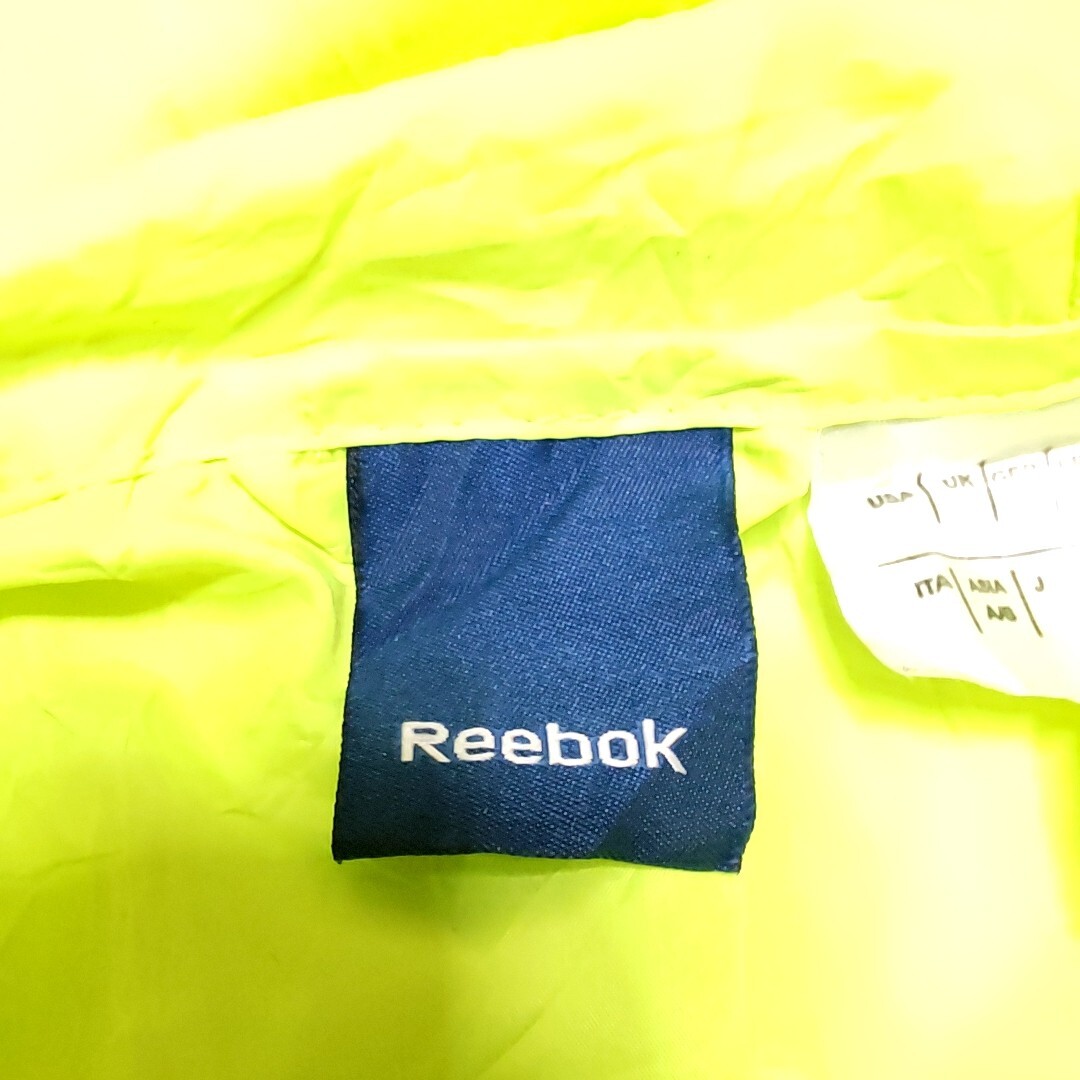 Reebok
USA UK
ITA ASIA J
A/B